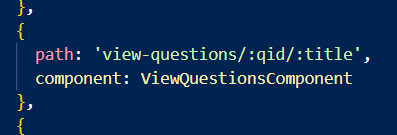 },
{
path: 'view-questions/:qid/:title',
component: ViewQuestionsComponent
},
{